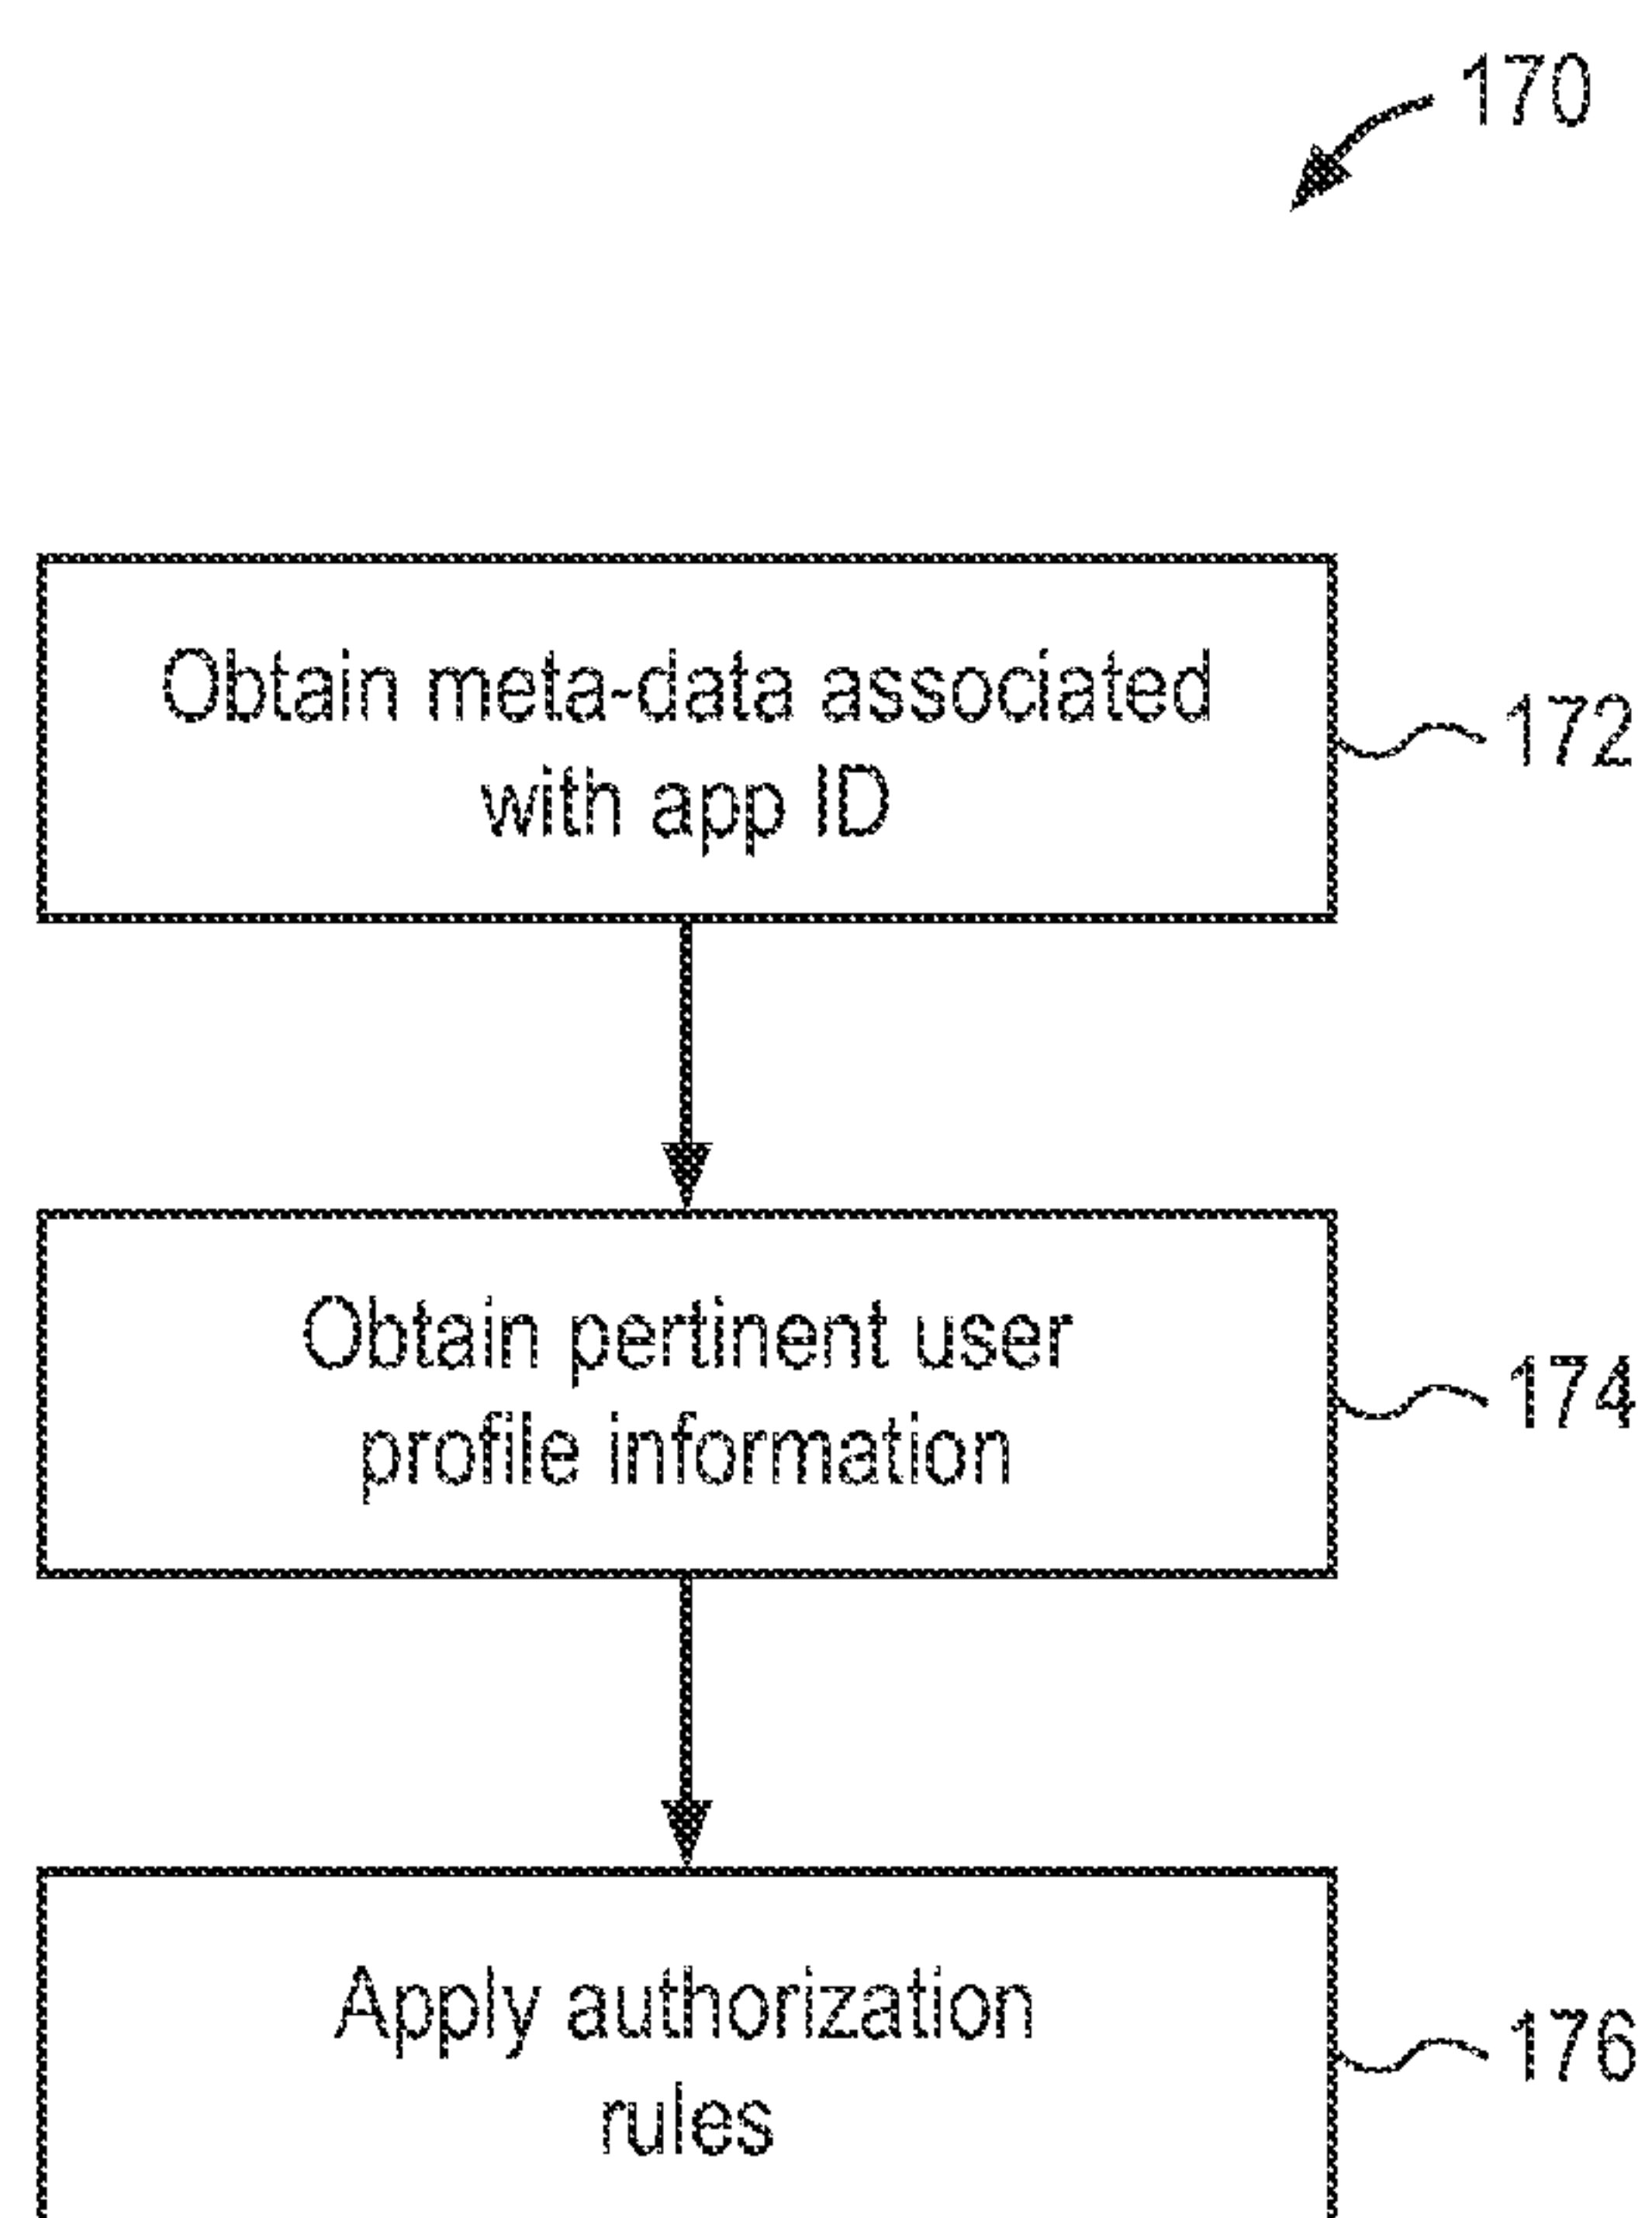 170
Obtain meta-data associated
with app ID
172
Obtain pertinent user
profile information
174
Apply authorization
rules
176